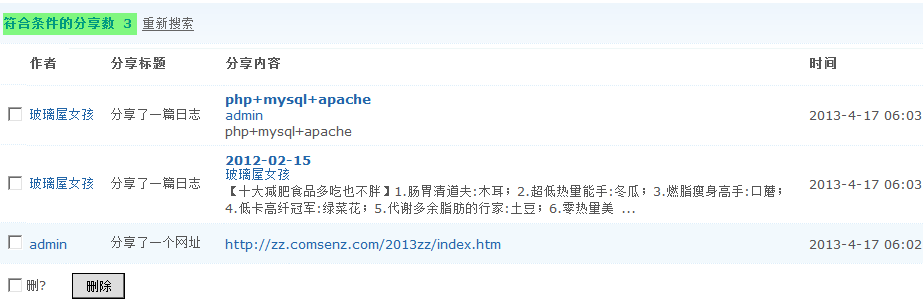 符合条件的分享数 3 重新搜索
作者 分享标题 分享内容 时间
php+mysql+apache
admin
玻璃屋女孩 分享了一篇日志 2013-4-17 06:03
php+mysql+apache
2012-02-15
玻璃屋女孩
玻璃屋女孩 分享了一篇日志 2013-4-17 06:03
【十大减肥食品多吃也不胖】1.肠胃清道夫:木耳；2.超低热量能手:冬瓜；3.燃脂瘦身高手:口蘑；
4.低卡高纤冠军:绿菜花；5.代谢多余脂肪的行家:土豆；6.零热量美 ...
admin 分享了一个网址 http://zz.comsenz.com/2013zz/index.htm 2013-4-17 06:02
删? 删除